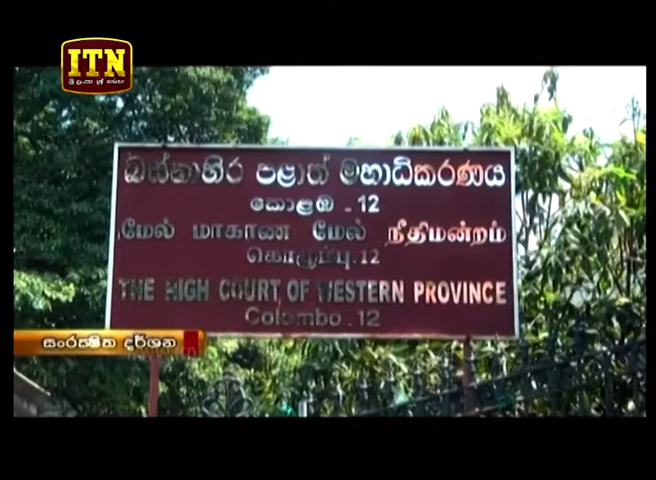 ITN
බස්නාහිර පළාත් මහාධිකරණය
කොළඹ - 12
மேல் மாகாண மேல் நீதிமன்றம்
கொழும்பு - 12
THE HIGH COURT OF WESTERN PROVINCE
Colombo - 12
සංරක්ෂිත දර්ශන